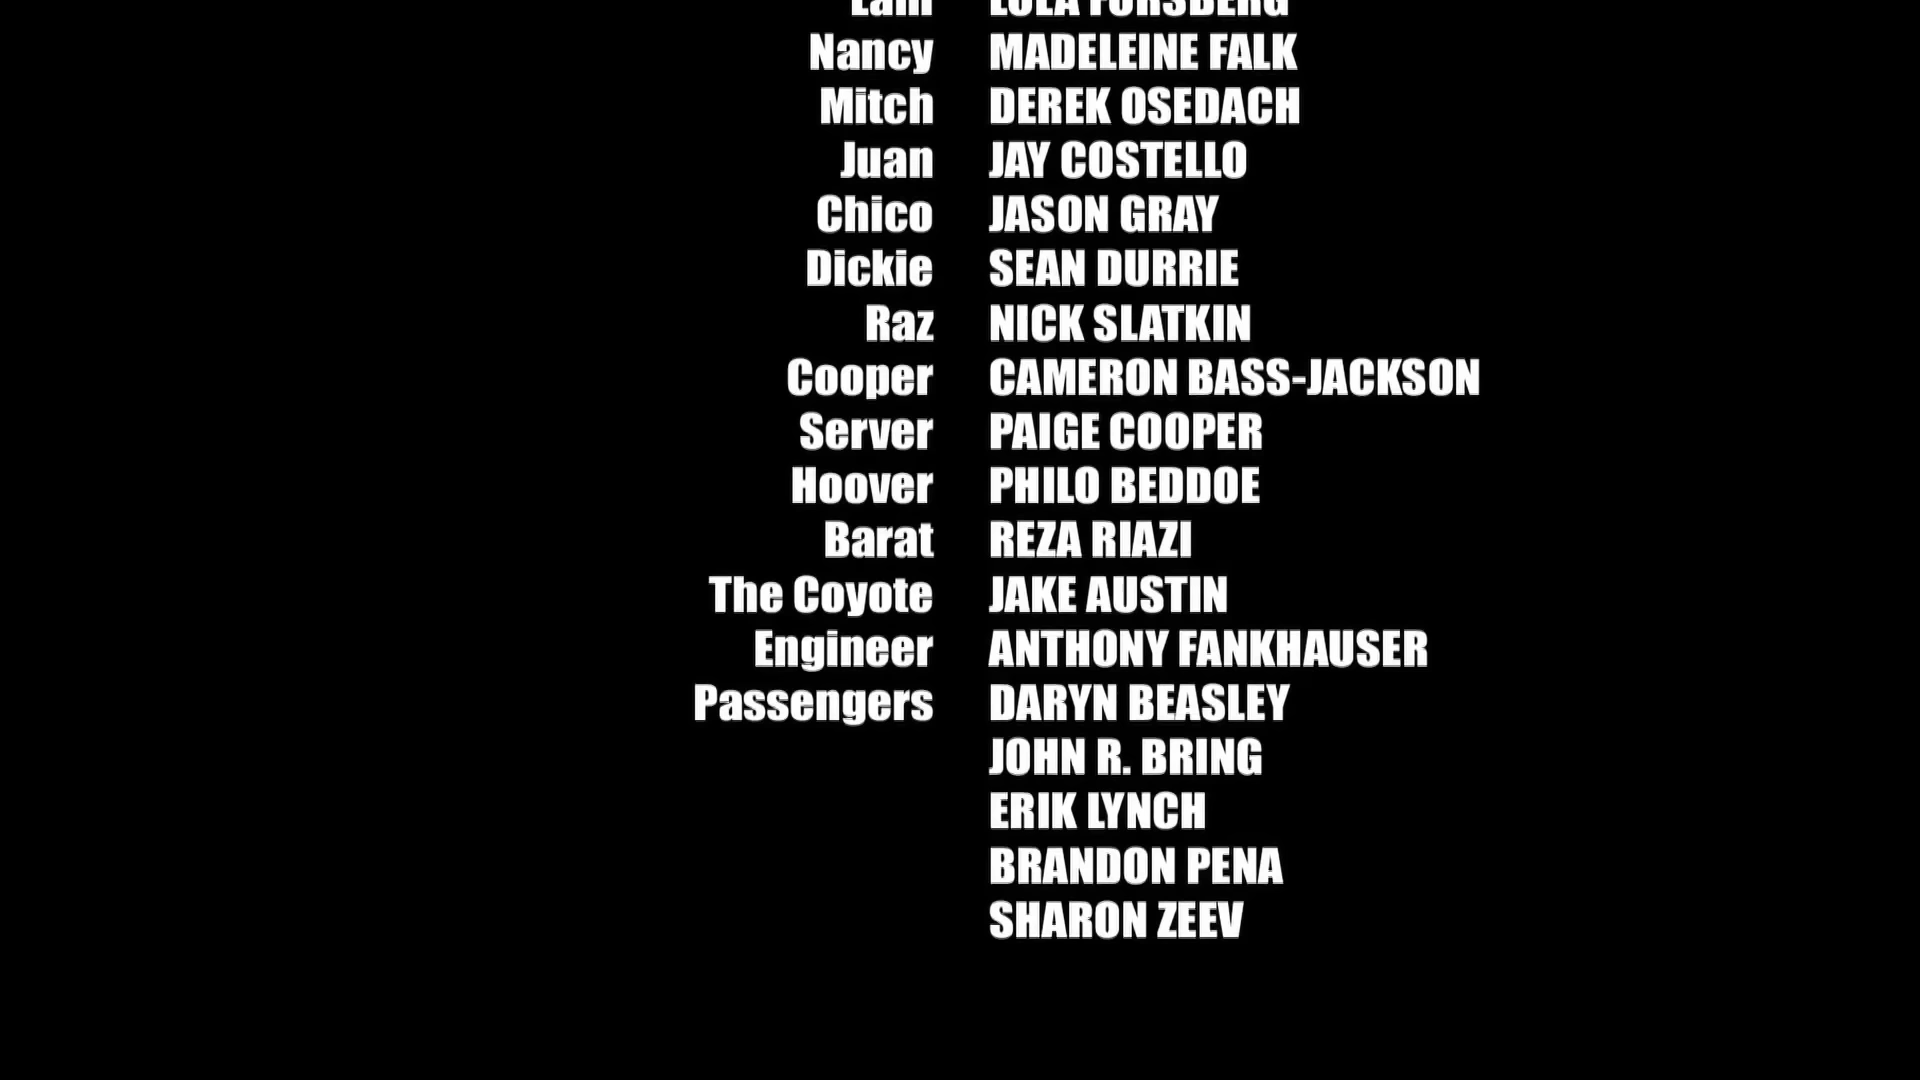 LOLA FORSBERG
Nancy MADELEINE FALK
Mitch DEREK OSEDACH
Juan JAY COSTELLO
Chico JASON GRAY
Dickie SEAN DURRIE
Raz NICK SLATKIN
Cooper CAMERON BASS-JACKSON
Server PAIGE COOPER
Hoover PHILO BEDDOE
Barat REZA RIAZI
The Coyote JAKE AUSTIN
Engineer ANTHONY FANKHAUSER
Passengers DARYN BEASLEY
JOHN R. BRING
ERIK LYNCH
BRANDON PENA
SHARON ZEEV